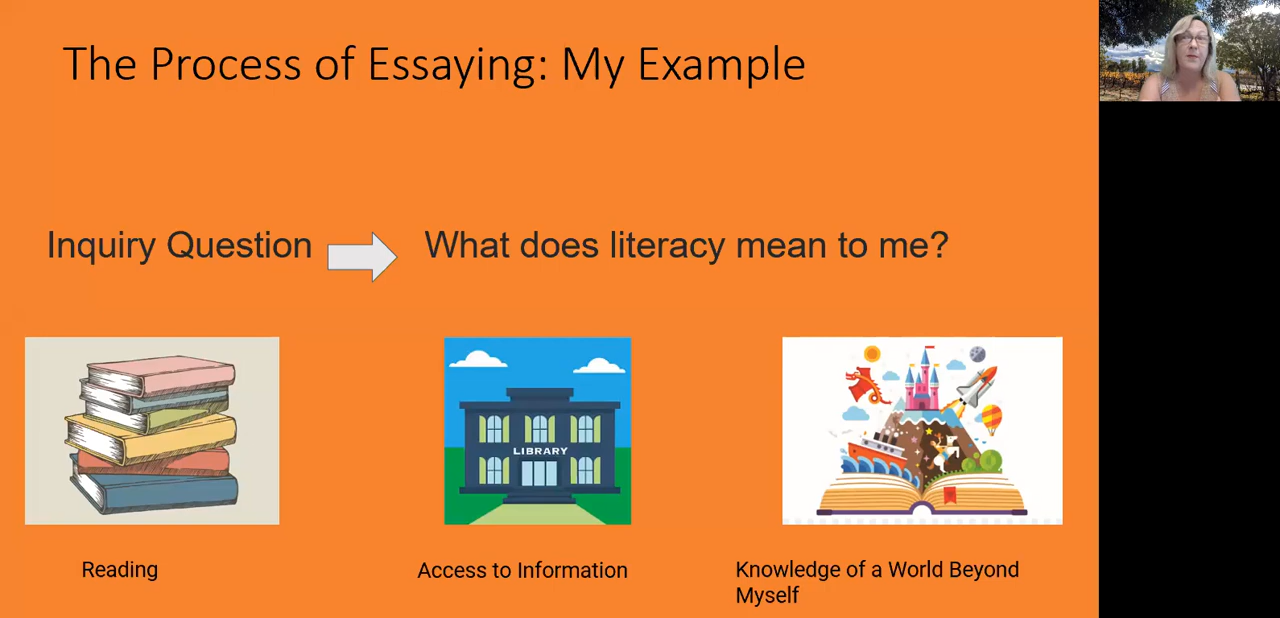 The Process of Essaying: My Example
Inquiry Question
What does literacy mean to me?
LIBRARY
Reading
Access to Information
Knowledge of a World Beyond
Myself